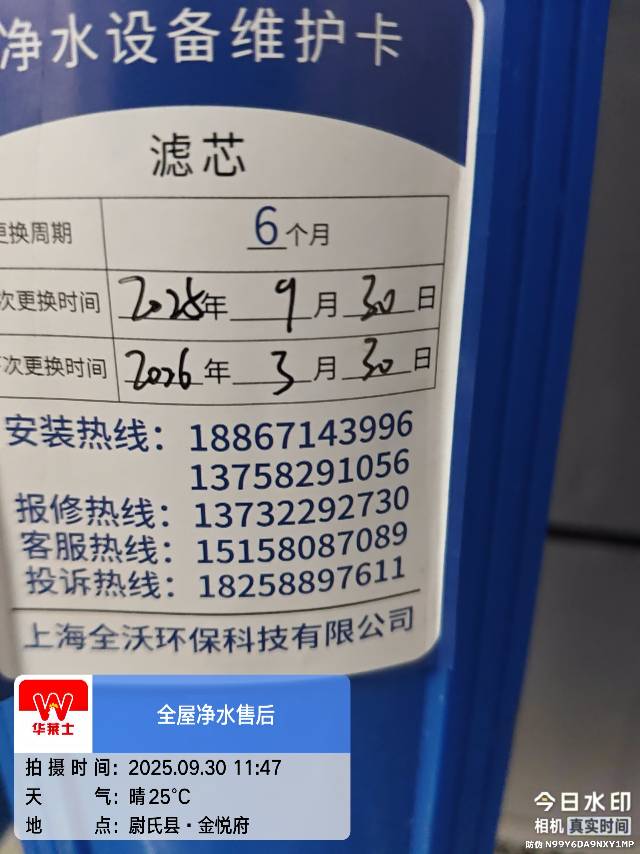 净水设备维护卡
滤芯
更换周期 6个月
次更换时间 2025年9月30日
次更换时间 2026年3月30日
安装热线：18867143996
13758291056
报修热线：13732292730
客服热线：15158087089
投诉热线：18258897611
上海全沃环保科技有限公司
华莱士
全屋净水售后
拍摄时间：2025.09.30 11:47
天气：晴25℃
地点：尉氏县·金悦府
今日水印
相机 真实时间
防伪 N99Y6DA9NXY1MP